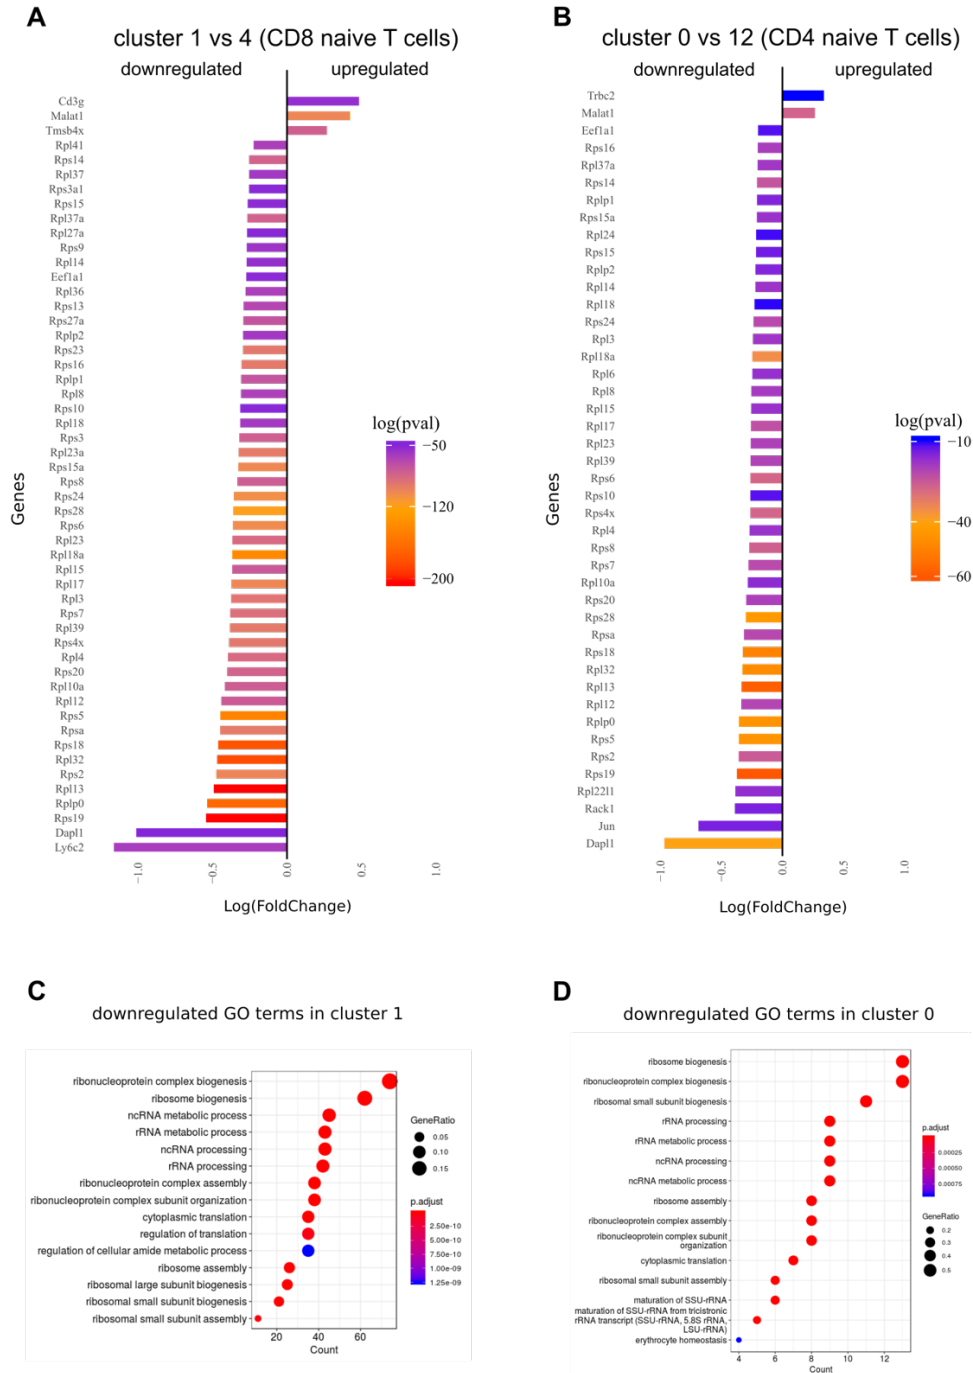 A
cluster 1 vs 4 (CD8 naive T cells)
downregulated
upregulated
Cd3g
Malat1
Tmsb4x
Rpl41
Rps14
Rpl37
Rps3a1
Rps15
Rpl37a
Rpl27a
Rps9
Rpl14
Eef1a1
Rpl36
Rps13
Rps27a
Rplp2
Rps23
Rps16
Rplp1
Rpl8
Rps10
Rpl18
Rps3
Rpl23a
Rps15a
Rps8
Rps24
Rps28
Rps6
Rpl23
Rpl18a
Rpl15
Rpl17
Rpl3
Rps7
Rpl39
Rps4x
Rpl4
Rps20
Rpl10a
Rpl12
Rps5
Rpsa
Rps18
Rpl32
Rps2
Rpl13
Rplp0
Rps19
Dapl1
Ly6c2
Genes
−1.0
−0.5
0.0
0.5
1.0
Log(FoldChange)
log(pval)
−50
−120
−200
B
cluster 0 vs 12 (CD4 naive T cells)
downregulated
upregulated
Trbc2
Malat1
Eef1a1
Rps16
Rpl37a
Rps14
Rplp1
Rps15a
Rpl24
Rps15
Rplp2
Rpl14
Rpl18
Rps24
Rpl3
Rpl18a
Rpl6
Rpl8
Rpl15
Rpl17
Rpl23
Rpl39
Rps6
Rps10
Rps4x
Rpl4
Rps8
Rps7
Rpl10a
Rps20
Rps28
Rpsa
Rps18
Rpl32
Rpl13
Rpl12
Rplp0
Rps5
Rps2
Rps19
Rpl22l1
Rack1
Jun
Dapl1
Genes
−1.0
−0.5
0.0
0.5
1.0
Log(FoldChange)
log(pval)
−10
−40
−60
C
downregulated GO terms in cluster 1
ribonucleoprotein complex biogenesis
ribosome biogenesis
ncRNA metabolic process
rRNA metabolic process
ncRNA processing
rRNA processing
ribonucleoprotein complex assembly
ribonucleoprotein complex subunit organization
cytoplasmic translation
regulation of translation
regulation of cellular amide metabolic process
ribosome assembly
ribosomal large subunit biogenesis
ribosomal small subunit biogenesis
ribosomal small subunit assembly
20
40
60
Count
GeneRatio
0.05
0.10
0.15
p.adjust
2.50e-10
5.00e-10
7.50e-10
1.00e-09
1.25e-09
D
downregulated GO terms in cluster 0
ribosome biogenesis
ribonucleoprotein complex biogenesis
ribosomal small subunit biogenesis
rRNA processing
rRNA metabolic process
ncRNA processing
ncRNA metabolic process
ribosome assembly
ribonucleoprotein complex assembly
ribonucleoprotein complex subunit
organization
cytoplasmic translation
ribosomal small subunit assembly
maturation of SSU-rRNA
maturation of SSU-rRNA from tricistronic
rRNA transcript (SSU-rRNA, 5.8S rRNA,
LSU-rRNA)
erythrocyte homeostasis
4
6
8
10
12
Count
p.adjust
0.00025
0.00050
0.00075
GeneRatio
0.2
0.3
0.4
0.5